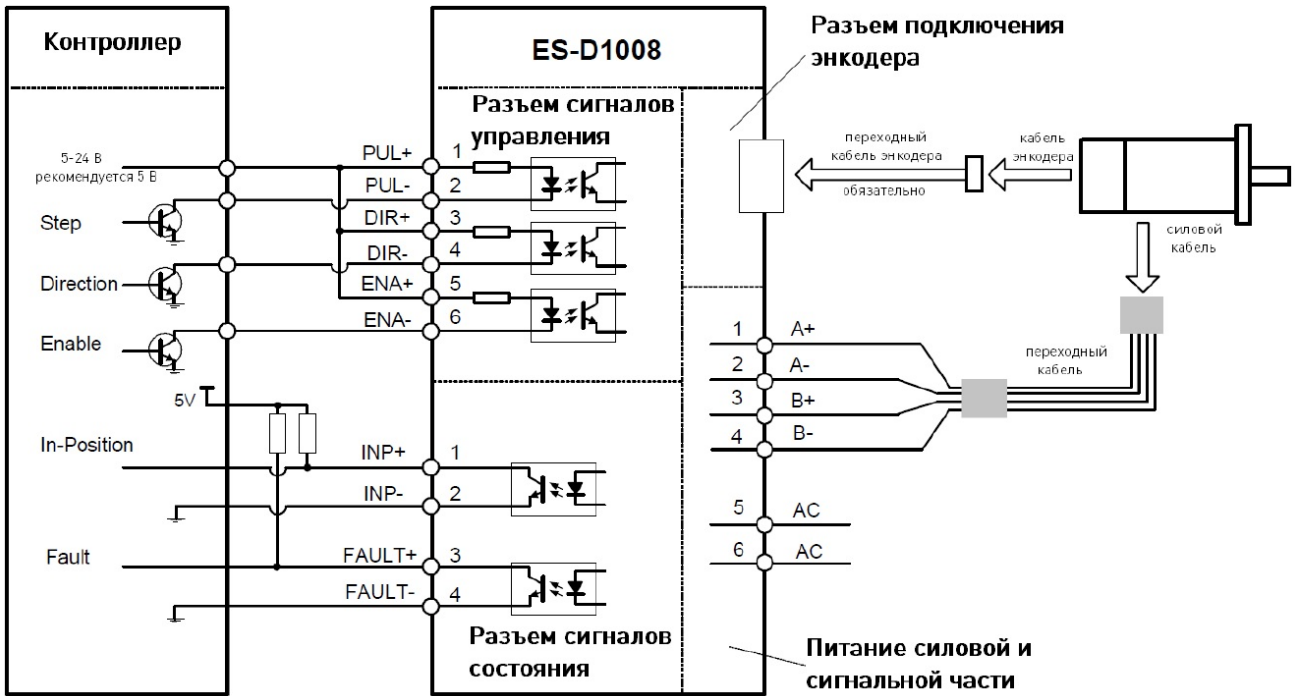 Контроллер
5-24 В
рекомендуется 5 В
Step
Direction
Enable
5V
In-Position
Fault
PUL+
PUL-
DIR+
DIR-
ENA+
ENA-
INP+
INP-
FAULT+
FAULT-
ES-D1008
Разъем сигналов
управления
1
2
3
4
5
6
1
2
3
4
Разъем сигналов
состояния
1 A+
2 A-
3 B+
4 B-
5 AC
6 AC
Разъем подключения
энкодера
переходный
кабель энкодера
обязательно
кабель
энкодера
силовой
кабель
переходный
кабель
Питание силовой и
сигнальной части